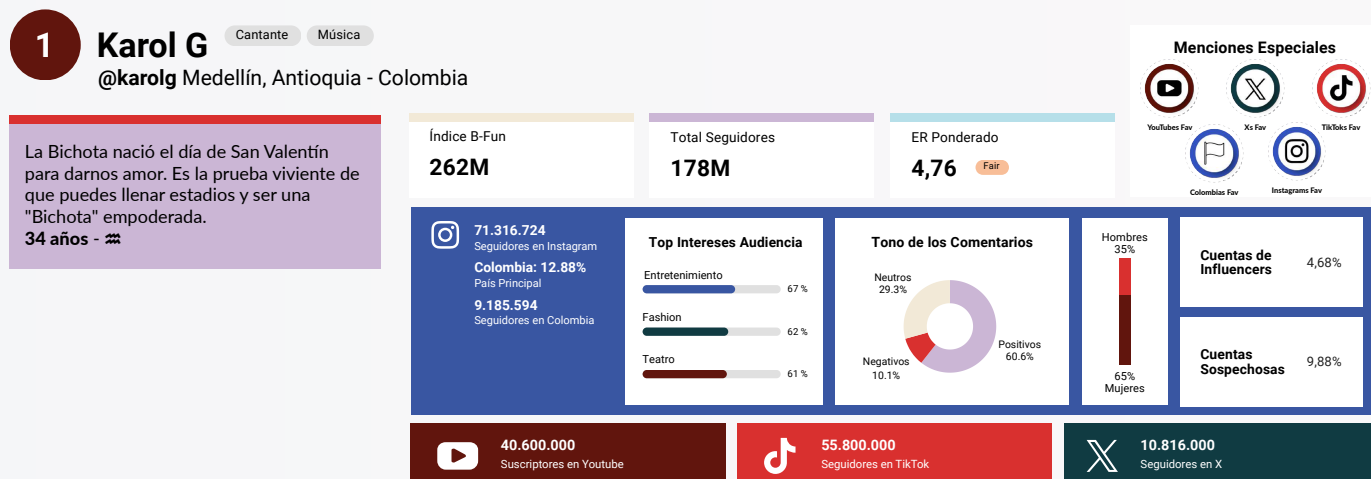 1
Karol G
Cantante
Música
@karolg Medellín, Antioquia - Colombia
La Bichota nació el día de San Valentín
para darnos amor. Es la prueba viviente de
que puedes llenar estadios y ser una
"Bichota" empoderada.
34 años - ♒
Índice B-Fun
262M
Total Seguidores
178M
ER Ponderado
4,76
Fair
Menciones Especiales
YouTubes Fav
Xs Fav
TikToks Fav
Colombias Fav
Instagrams Fav
71.316.724
Seguidores en Instagram
Colombia: 12.88%
País Principal
9.185.594
Seguidores en Colombia
Top Intereses Audiencia
Entretenimiento
67 %
Fashion
62 %
Teatro
61 %
Tono de los Comentarios
Neutros
29.3%
Negativos
10.1%
Positivos
60.6%
Hombres
35%
65%
Mujeres
Cuentas de
Influencers
4,68%
Cuentas
Sospechosas
9,88%
40.600.000
Suscriptores en Youtube
55.800.000
Seguidores en TikTok
10.816.000
Seguidores en X